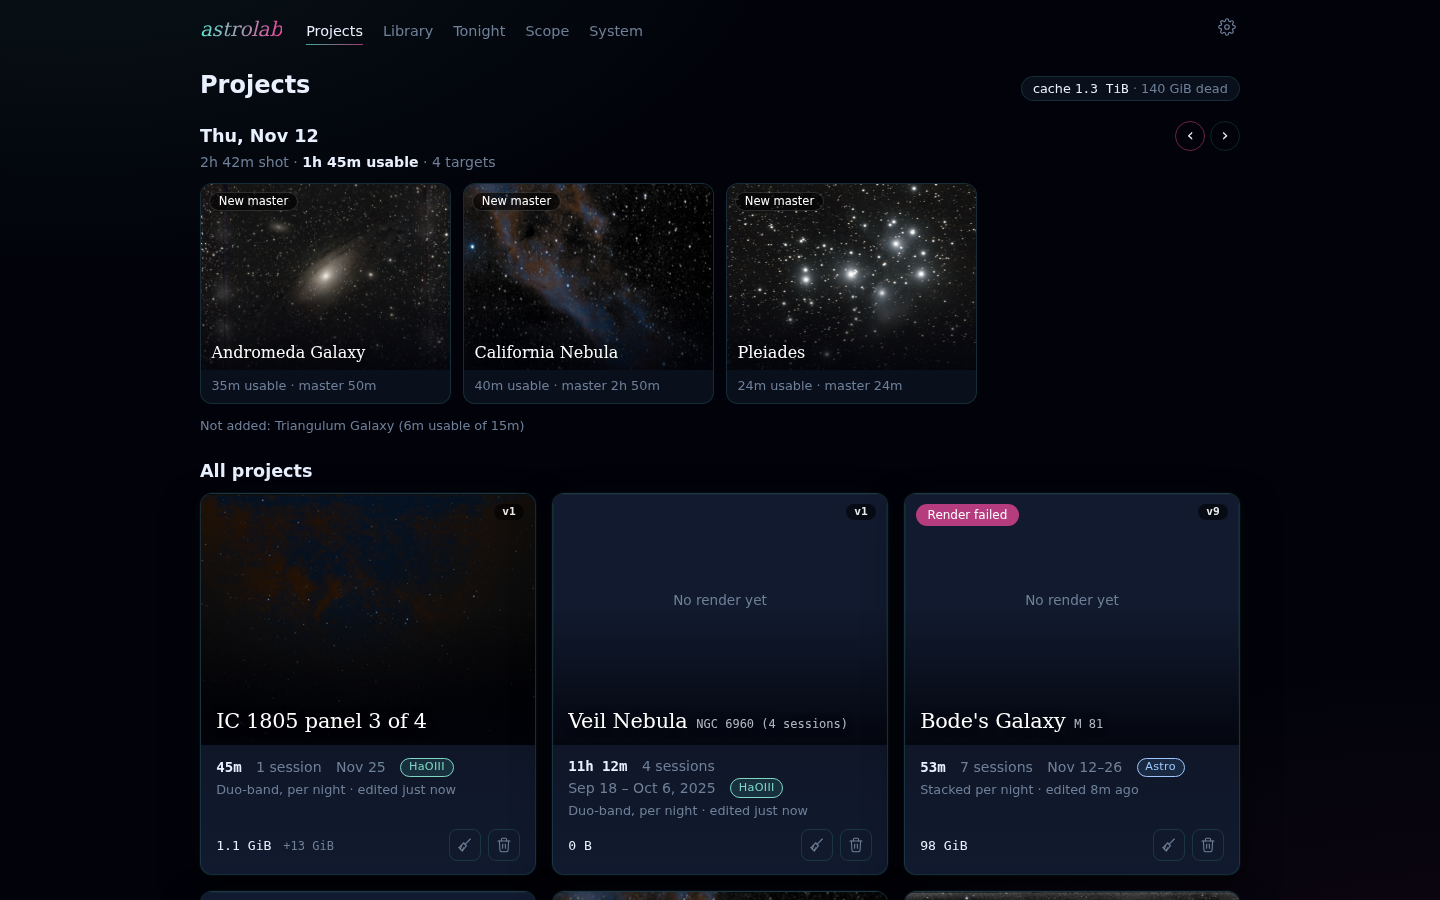 astrolab Projects Library Tonight Scope System
Projects
cache 1.3 TiB · 140 GiB dead
Thu, Nov 12
2h 42m shot · 1h 45m usable · 4 targets
New master
Andromeda Galaxy
35m usable · master 50m
New master
California Nebula
40m usable · master 2h 50m
New master
Pleiades
24m usable · master 24m
Not added: Triangulum Galaxy (6m usable of 15m)
All projects
v1
IC 1805 panel 3 of 4
45m 1 session Nov 25 HaOIII
Duo-band, per night · edited just now
1.1 GiB +13 GiB
v1
No render yet
Veil Nebula NGC 6960 (4 sessions)
11h 12m 4 sessions
Sep 18 – Oct 6, 2025 HaOIII
Duo-band, per night · edited just now
0 B
Render failed v9
No render yet
Bode's Galaxy M 81
53m 7 sessions Nov 12–26 Astro
Stacked per night · edited 8m ago
98 GiB